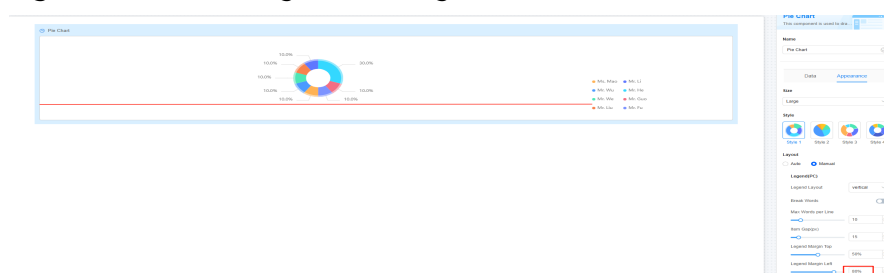 Pie Chart
This component is used to dis...
Pie Chart
Name
Pie Chart
10.0%
10.0%
30.0%
10.0%
10.0%
10.0%
10.0%
10.0%
Mr. Mao
Mr. Li
Mr. Wu
Mr. He
Mr. We
Mr. Guo
Mr. Liu
Mr. Fu
Data
Appearance
Size
Large
Style
Style 1
Style 2
Style 3
Style 4
Layout
Auto
Manual
Legend(PC)
Legend Layout
vertical
Break Words
Max Words per Line
10
Item Gap(px)
15
Legend Margin Top
50%
Legend Margin Left
80%